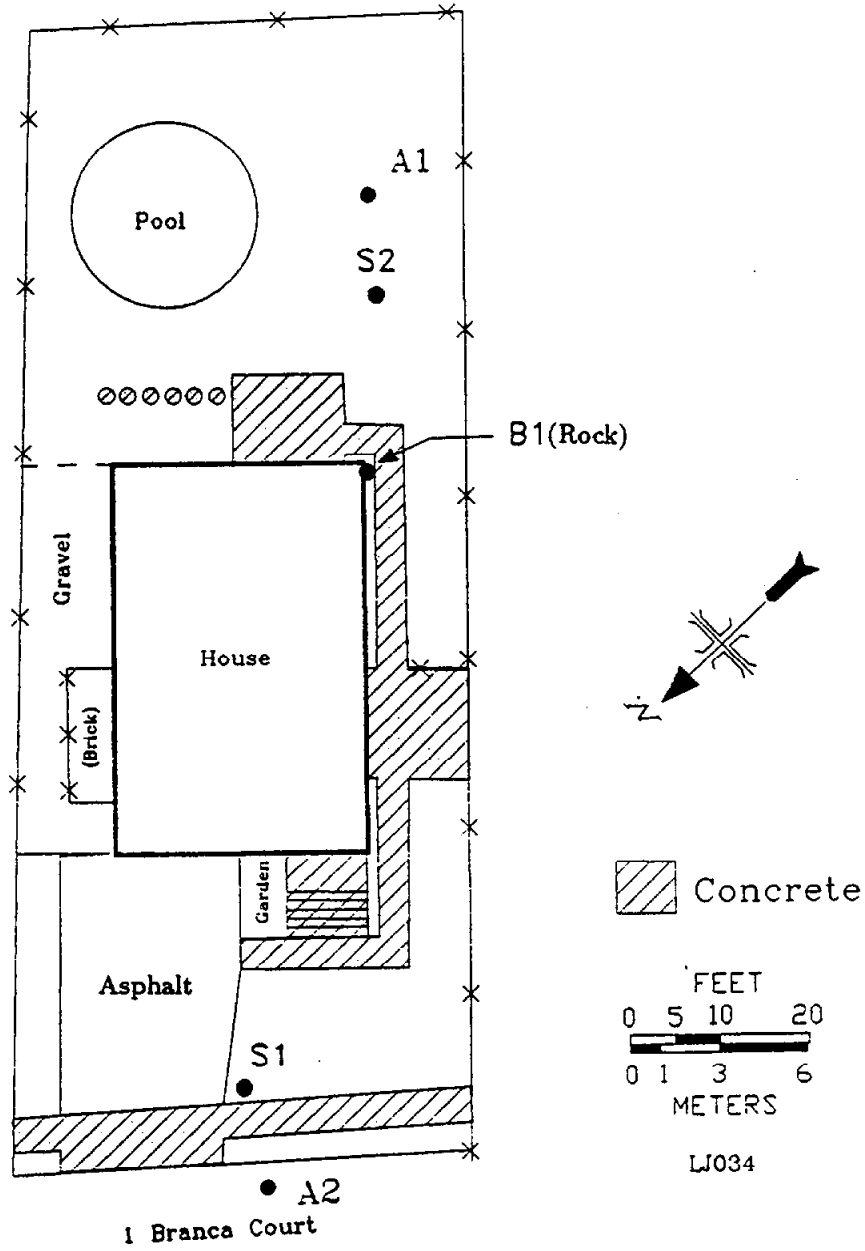 A1
Pool
S2
B1(Rock)
Gravel
House
(Brick)
N
Garden
Concrete
Asphalt
FEET
0 5 10 20
0 1 3 6
METERS
S1
LJ034
A2
1 Branca Court